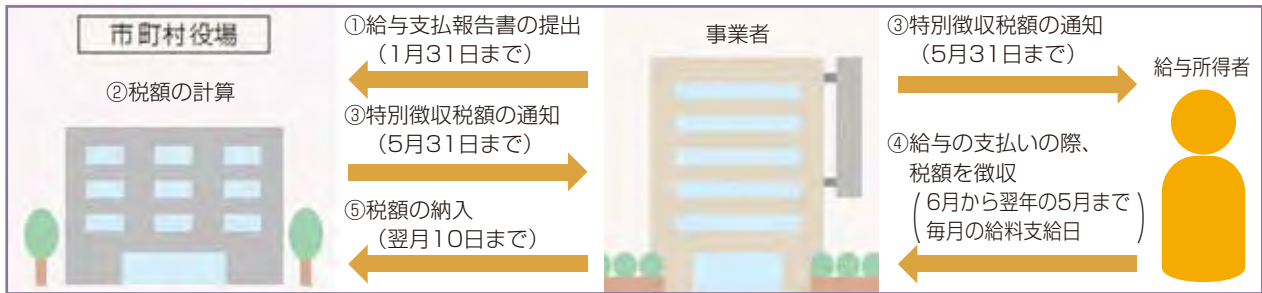 市町村役場
②税額の計算
①給与支払報告書の提出
（1月31日まで）
③特別徴収税額の通知
（5月31日まで）
⑤税額の納入
（翌月10日まで）
事業者
③特別徴収税額の通知
（5月31日まで）
給与所得者
④給与の支払いの際、
税額を徴収
（6月から翌年の5月まで
毎月の給料支給日）